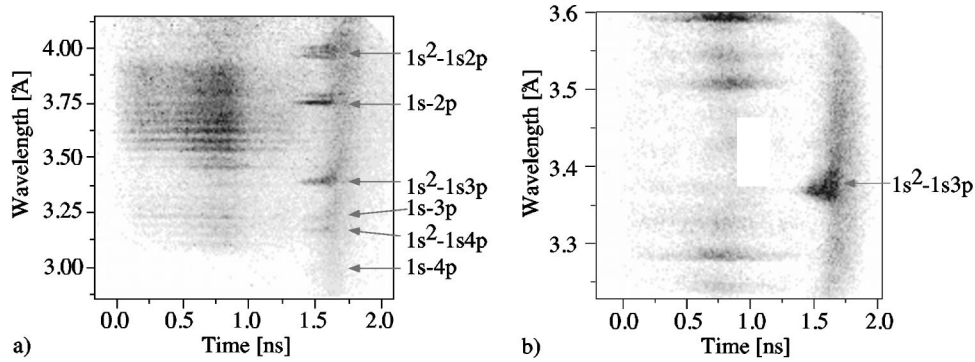 4.00
3.75
3.50
3.25
3.00
Wavelength [Å]
0.0 0.5 1.0 1.5 2.0
Time [ns]
a)
1s²-1s2p
1s-2p
1s²-1s3p
1s-3p
1s²-1s4p
1s-4p
3.6
3.5
3.4
3.3
Wavelength [Å]
0.0 0.5 1.0 1.5 2.0
Time [ns]
b)
1s²-1s3p